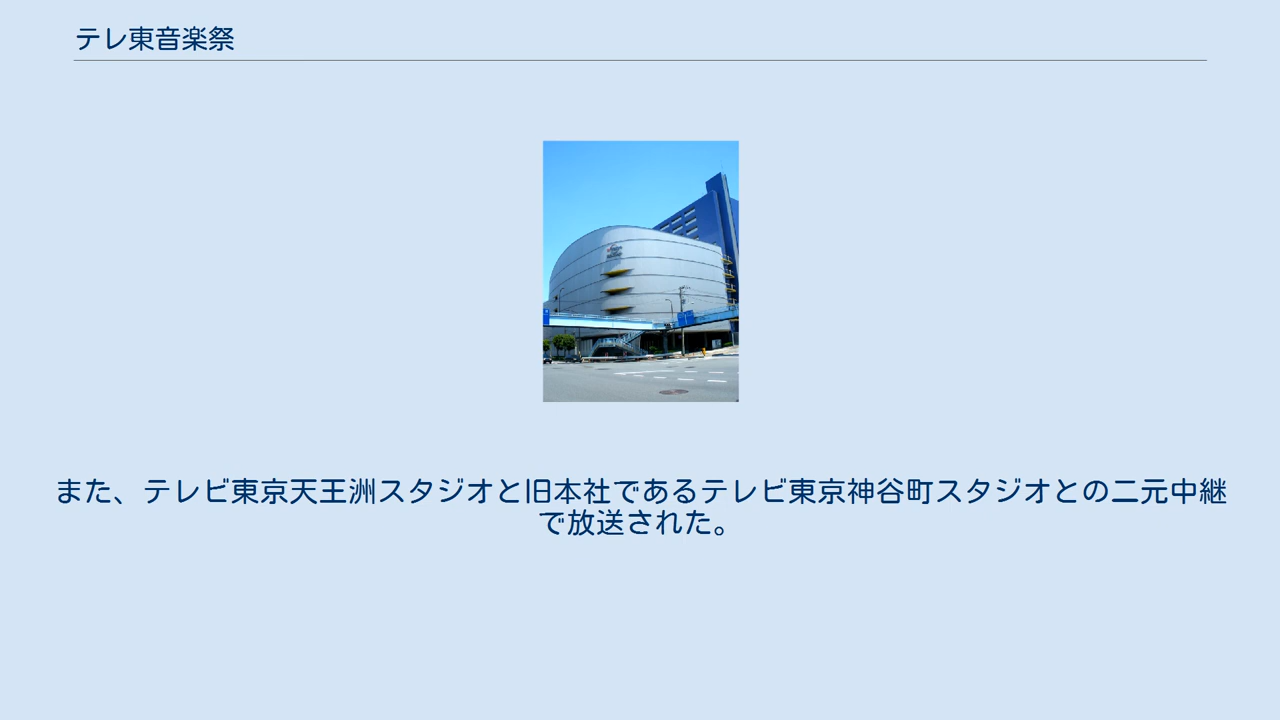 テレ東音楽祭
また、テレビ東京天王洲スタジオと旧本社であるテレビ東京神谷町スタジオとの二元中継
で放送された。